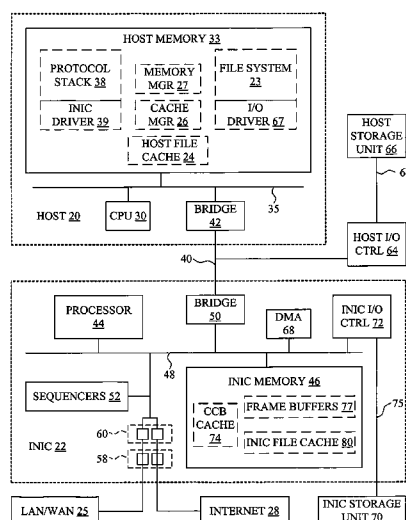 HOST MEMORY 33
PROTOCOL
STACK 38
MEMORY
MGR 27
FILE SYSTEM
23
INIC
DRIVER 39
CACHE
MGR 26
I/O
DRIVER 67
HOST FILE
CACHE 24
HOST
STORAGE
UNIT 66
6
35
HOST 20
CPU 30
BRIDGE
42
HOST I/O
CTRL 64
40
PROCESSOR
44
BRIDGE
50
DMA
68
INIC I/O
CTRL 72
48
SEQUENCERS 52
INIC MEMORY 46
CCB
CACHE
74
FRAME BUFFERS 77
INIC FILE CACHE 80
75
60
58
INIC 22
LAN/WAN 25
INTERNET 28
INIC STORAGE
UNIT 70